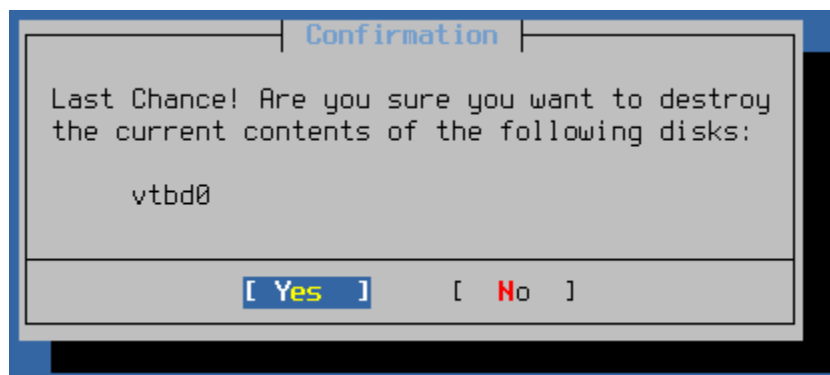 Confirmation
Last Chance! Are you sure you want to destroy
the current contents of the following disks:
vtbd0
[ Yes ] [ No ]